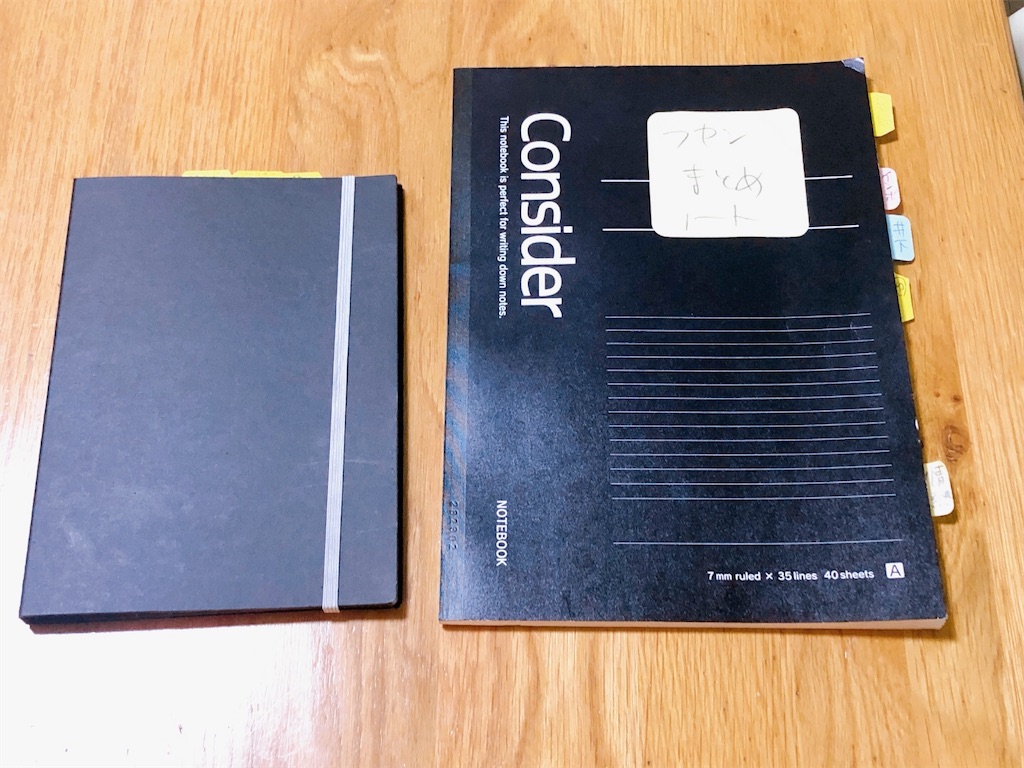 Consider
This notebook is perfect for writing down notes.
フセン
まとめ
ノート
NOTEBOOK
7 mm ruled × 35 lines 40 sheets A